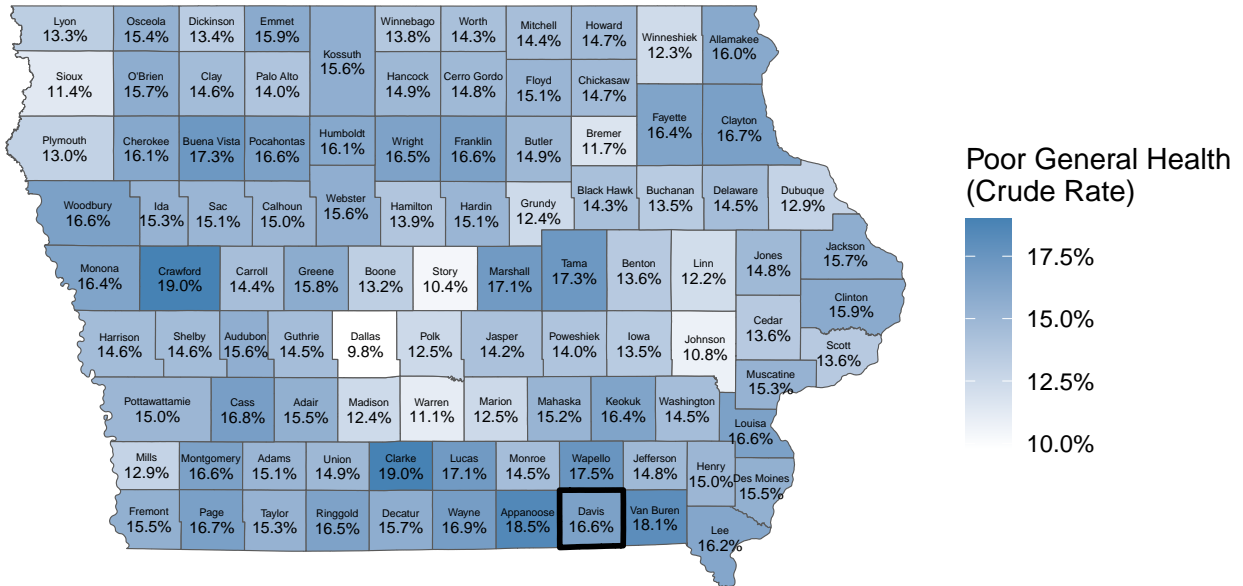 Lyon
13.3%
Osceola
15.4%
Dickinson
13.4%
Emmet
15.9%
Kossuth
15.6%
Winnebago
13.8%
Worth
14.3%
Mitchell
14.4%
Howard
14.7%
Winneshiek
12.3%
Allamakee
16.0%
Sioux
11.4%
O'Brien
15.7%
Clay
14.6%
Palo Alto
14.0%
Hancock
14.9%
Cerro Gordo
14.8%
Floyd
15.1%
Chickasaw
14.7%
Fayette
16.4%
Clayton
16.7%
Plymouth
13.0%
Cherokee
16.1%
Buena Vista
17.3%
Pocahontas
16.6%
Humboldt
16.1%
Wright
16.5%
Franklin
16.6%
Butler
14.9%
Bremer
11.7%
Woodbury
16.6%
Ida
15.3%
Sac
15.1%
Calhoun
15.0%
Webster
15.6%
Hamilton
13.9%
Hardin
15.1%
Grundy
12.4%
Black Hawk
14.3%
Buchanan
13.5%
Delaware
14.5%
Dubuque
12.9%
Monona
16.4%
Crawford
19.0%
Carroll
14.4%
Greene
15.8%
Boone
13.2%
Story
10.4%
Marshall
17.1%
Tama
17.3%
Benton
13.6%
Linn
12.2%
Jones
14.8%
Jackson
15.7%
Clinton
15.9%
Harrison
14.6%
Shelby
14.6%
Audubon
15.6%
Guthrie
14.5%
Dallas
9.8%
Polk
12.5%
Jasper
14.2%
Poweshiek
14.0%
Iowa
13.5%
Johnson
10.8%
Cedar
13.6%
Scott
13.6%
Muscatine
15.3%
Pottawattamie
15.0%
Cass
16.8%
Adair
15.5%
Madison
12.4%
Warren
11.1%
Marion
12.5%
Mahaska
15.2%
Keokuk
16.4%
Washington
14.5%
Louisa
16.6%
Mills
12.9%
Montgomery
16.6%
Adams
15.1%
Union
14.9%
Clarke
19.0%
Lucas
17.1%
Monroe
14.5%
Wapello
17.5%
Jefferson
14.8%
Henry
15.0%
Des Moines
15.5%
Fremont
15.5%
Page
16.7%
Taylor
15.3%
Ringgold
16.5%
Decatur
15.7%
Wayne
16.9%
Appanoose
18.5%
Davis
16.6%
Van Buren
18.1%
Lee
16.2%
Poor General Health
(Crude Rate)
17.5%
15.0%
12.5%
10.0%